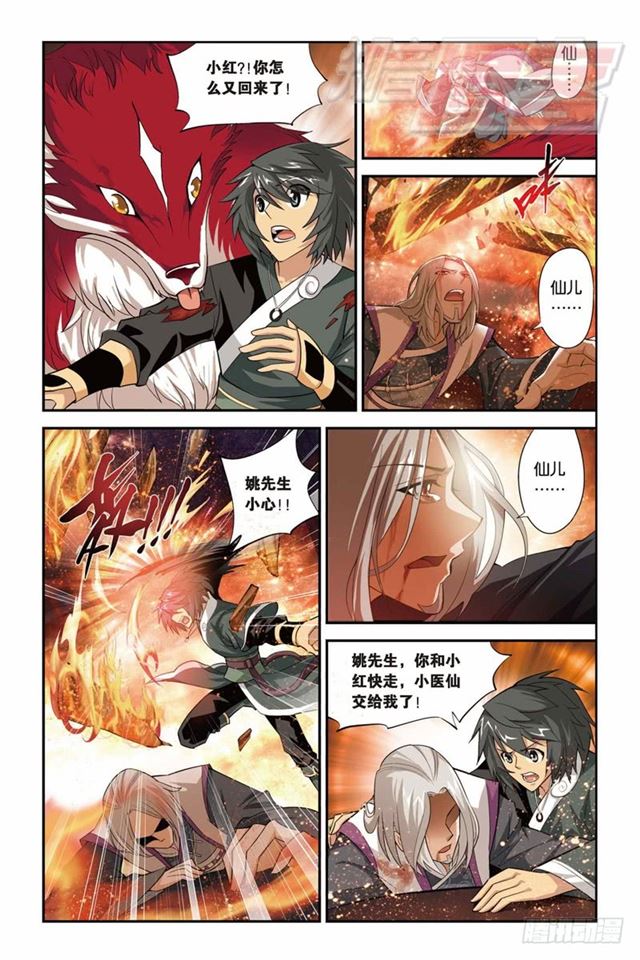 小红?!你怎
么又回来了!
仙
……
咔
仙儿
……
姚先生
小心!!
仙儿
……
姚先生，你和小
红快走，小医仙
交给我了!
腾讯动漫